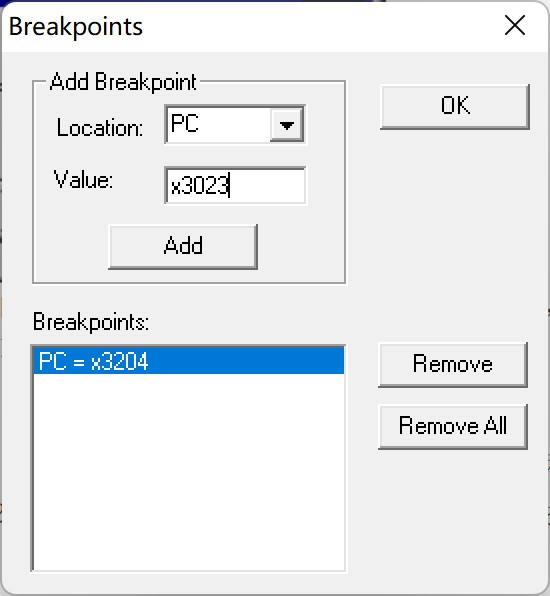 Breakpoints
Add Breakpoint
Location: PC
OK
Value: x3023
Add
Breakpoints:
PC = x3204
Remove
Remove All